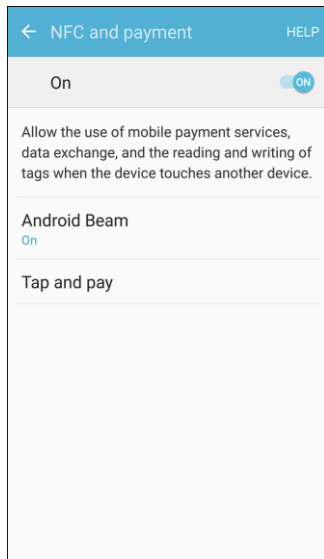 NFC and payment HELP
On ON
Allow the use of mobile payment services,
data exchange, and the reading and writing of
tags when the device touches another device.
Android Beam
On
Tap and pay